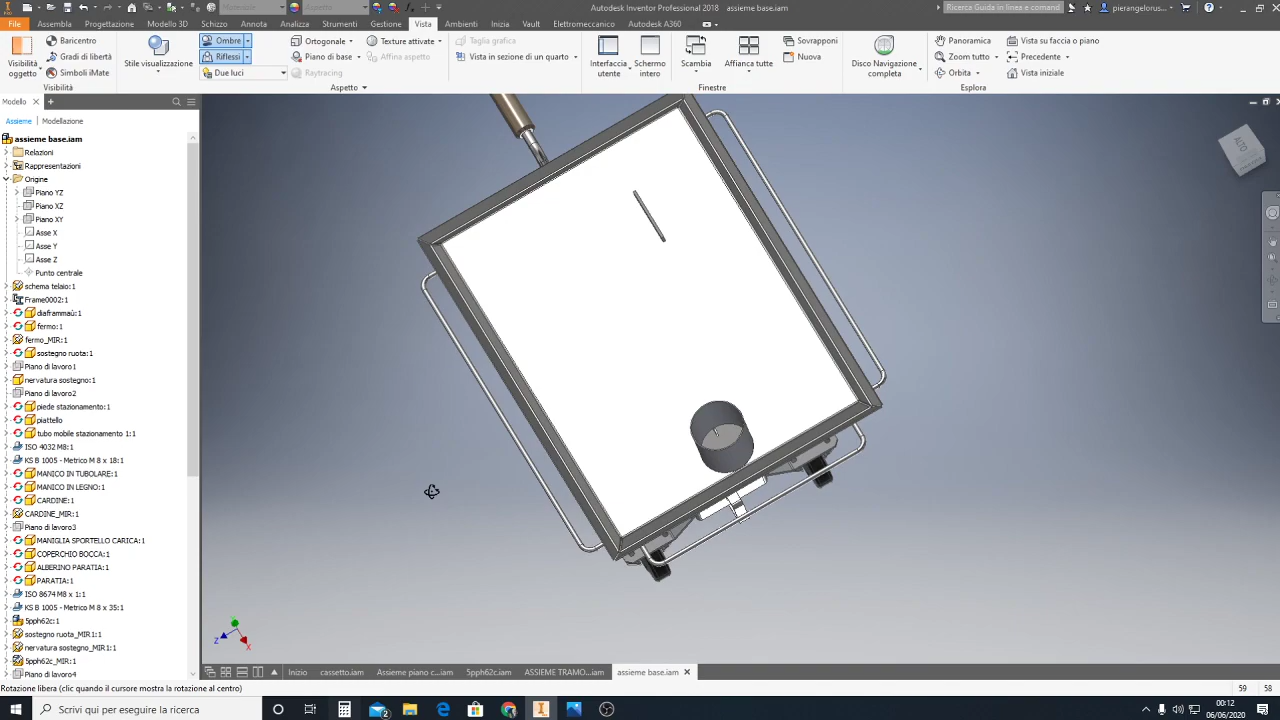 Materiale
Aspetto
Autodesk Inventor Professional 2018
assieme base.iam
Ricerca Guida in linea e comand
pierangelorus...
File
Assembla
Progettazione
Modello 3D
Schizzo
Annota
Analizza
Strumenti
Gestione
Vista
Ambienti
Inizia
Vault
Elettromeccanico
Autodesk A360
Visibilità oggetto
Baricentro
Gradi di libertà
Simboli iMate
Visibilità
Stile visualizzazione
Ombre
Riflessi
Due luci
Ortogonale
Piano di base
Raytracing
Texture attivate
Affina aspetto
Aspetto
Taglia grafica
Vista in sezione di un quarto
Interfaccia utente
Schermo intero
Scambia
Affianca tutte
Sovrapponi
Nuova
Finestre
Disco Navigazione completa
Panoramica
Zoom tutto
Orbita
Vista su faccia o piano
Precedente
Vista iniziale
Esplora
Modello
Assieme
Modellazione
assieme base.iam
Relazioni
Rappresentazioni
Origine
Piano YZ
Piano XZ
Piano XY
Asse X
Asse Y
Asse Z
Punto centrale
schema telaio:1
Frame0002:1
diaframmaù:1
fermo:1
fermo_MIR:1
sostegno ruota:1
Piano di lavoro1
nervatura sostegno:1
Piano di lavoro2
piede stazionamento:1
piattello
tubo mobile stazionamento 1:1
ISO 4032 M8:1
KS B 1005 - Metrico M 8 x 18:1
MANICO IN TUBOLARE:1
MANICO IN LEGNO:1
CARDINE:1
CARDINE_MIR:1
Piano di lavoro3
MANIGLIA SPORTELLO CARICA:1
COPERCHIO BOCCA:1
ALBERINO PARATIA:1
PARATIA:1
ISO 8674 M8 x 1:1
KS B 1005 - Metrico M 8 x 35:1
5pph62c:1
sostegno ruota_MIR1:1
nervatura sostegno_MIR1:1
5pph62c_MIR:1
Piano di lavoro4
Z
X
Inizio
cassetto.iam
Assieme piano c...iam
5pph62c.iam
ASSIEME TRAMO...iam
assieme base.iam
Rotazione libera (clic quando il cursore mostra la rotazione al centro)
59
58
Scrivi qui per eseguire la ricerca
2
00:12
06/06/2020